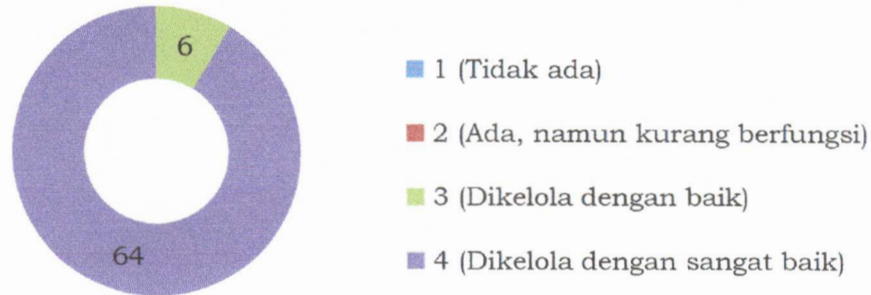 6
64
1 (Tidak ada)
2 (Ada, namun kurang berfungsi)
3 (Dikelola dengan baik)
4 (Dikelola dengan sangat baik)